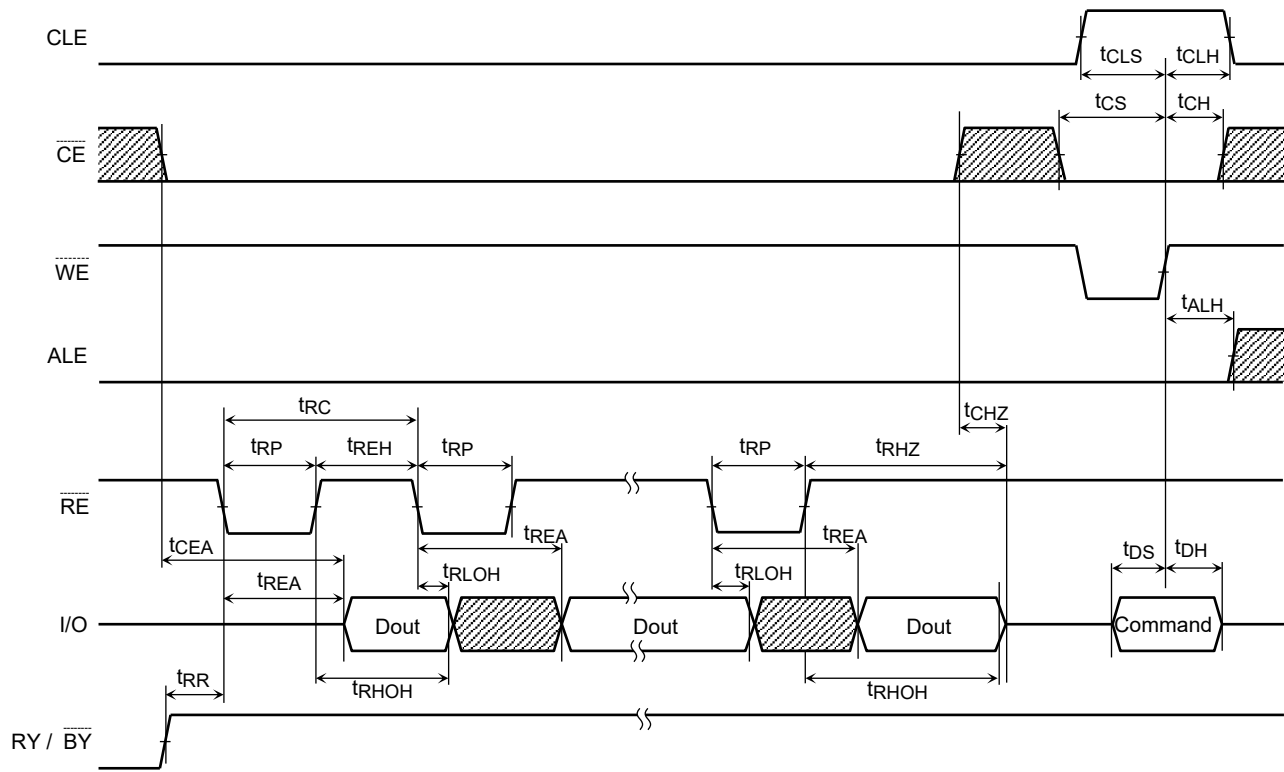 CLE
tCLS tCLH
tCS tCH
CE
WE
tALH
ALE
tRC
tCHZ
tRP tREH tRP tRP tRHZ
RE
tCEA tREA tREA tDS tDH
tREA tRLOH tRLOH
I/O Dout Dout Dout Command
tRR tRHOH tRHOH
RY / BY